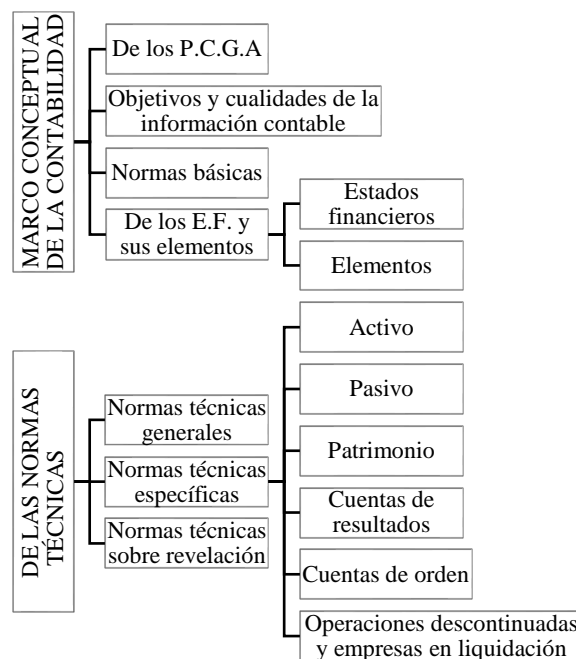 MARCO CONCEPTUAL
DE LA CONTABILIDAD
De los P.C.G.A
Objetivos y cualidades de la
información contable
Normas básicas
De los E.F. y
sus elementos
Estados
financieros
Elementos
DE LAS NORMAS
TÉCNICAS
Normas técnicas
generales
Normas técnicas
específicas
Normas técnicas
sobre revelación
Activo
Pasivo
Patrimonio
Cuentas de
resultados
Cuentas de orden
Operaciones descontinuadas
y empresas en liquidación